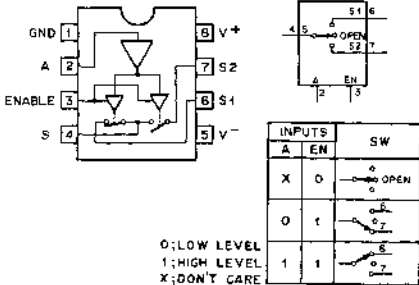 GND 1
A 2
ENABLE 3
S 4
8 V+
7 S2
6 S1
5 V-
S1 6
4 5 OPEN
S2 7
A EN
2 3
INPUTS SW
A EN
X 0 OPEN
0 1 6 7
1 1 6 7
0;LOW LEVEL
1;HIGH LEVEL
X;DON'T CARE